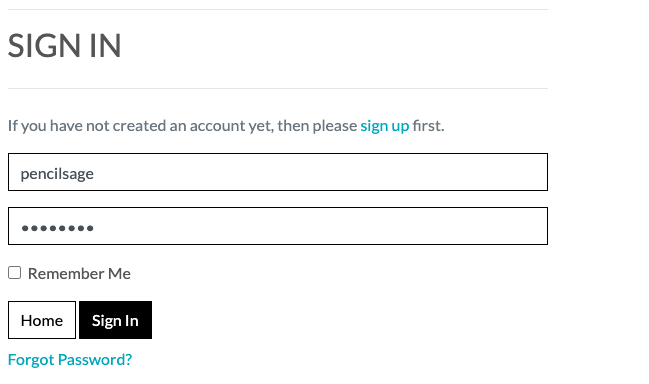 SIGN IN
If you have not created an account yet, then please sign up first.
pencilsage
••••••••
Remember Me
Home Sign In
Forgot Password?